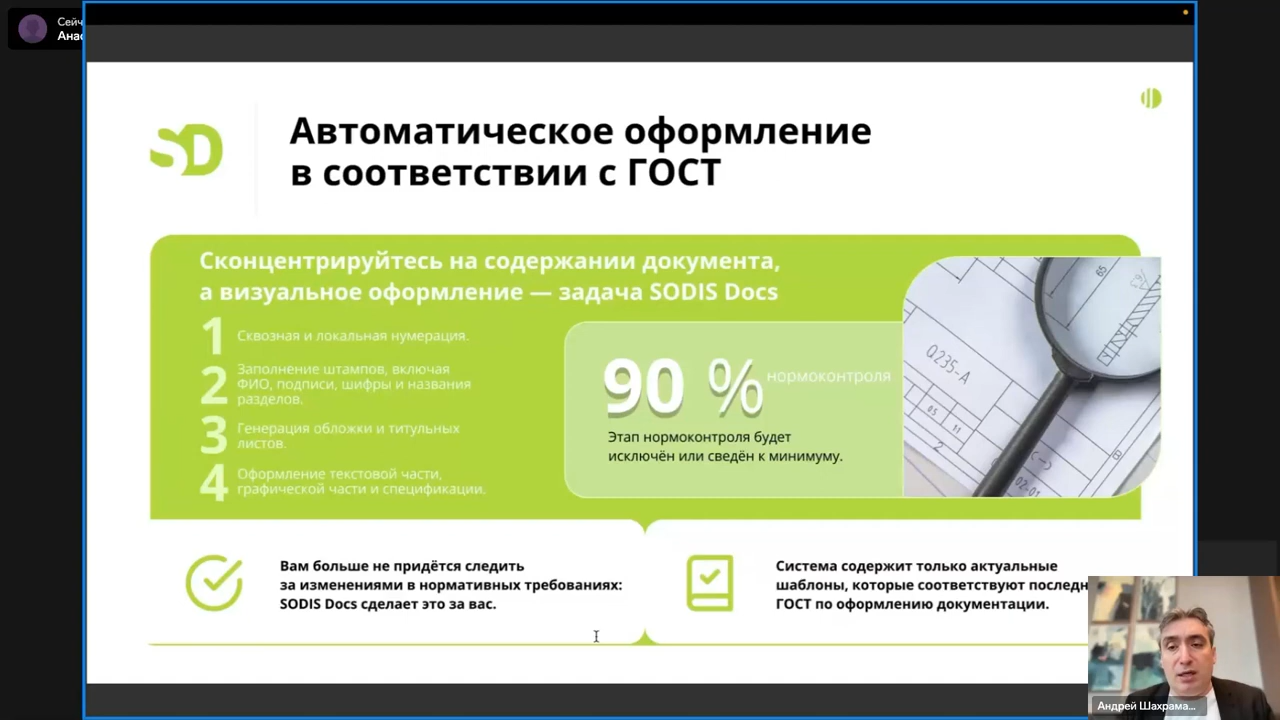 Сейч
Анас
SD
Автоматическое оформление
в соответствии с ГОСТ
Сконцентрируйтесь на содержании документа,
а визуальное оформление — задача SODIS Docs
1 Сквозная и локальная нумерация.
2 Заполнение штампов, включая
ФИО, подписи, шифры и названия
разделов.
3 Генерация обложки и титульных
листов.
4 Оформление текстовой части,
графической части и спецификации.
90 % нормоконтроля
Этап нормоконтроля будет
исключён или сведён к минимуму.
65
Q235-A
2
02-01
B
Вам больше не придётся следить
за изменениями в нормативных требованиях:
SODIS Docs сделает это за вас.
Система содержит только актуальные
шаблоны, которые соответствуют последн
ГОСТ по оформлению документации.
Андрей Шахрама...